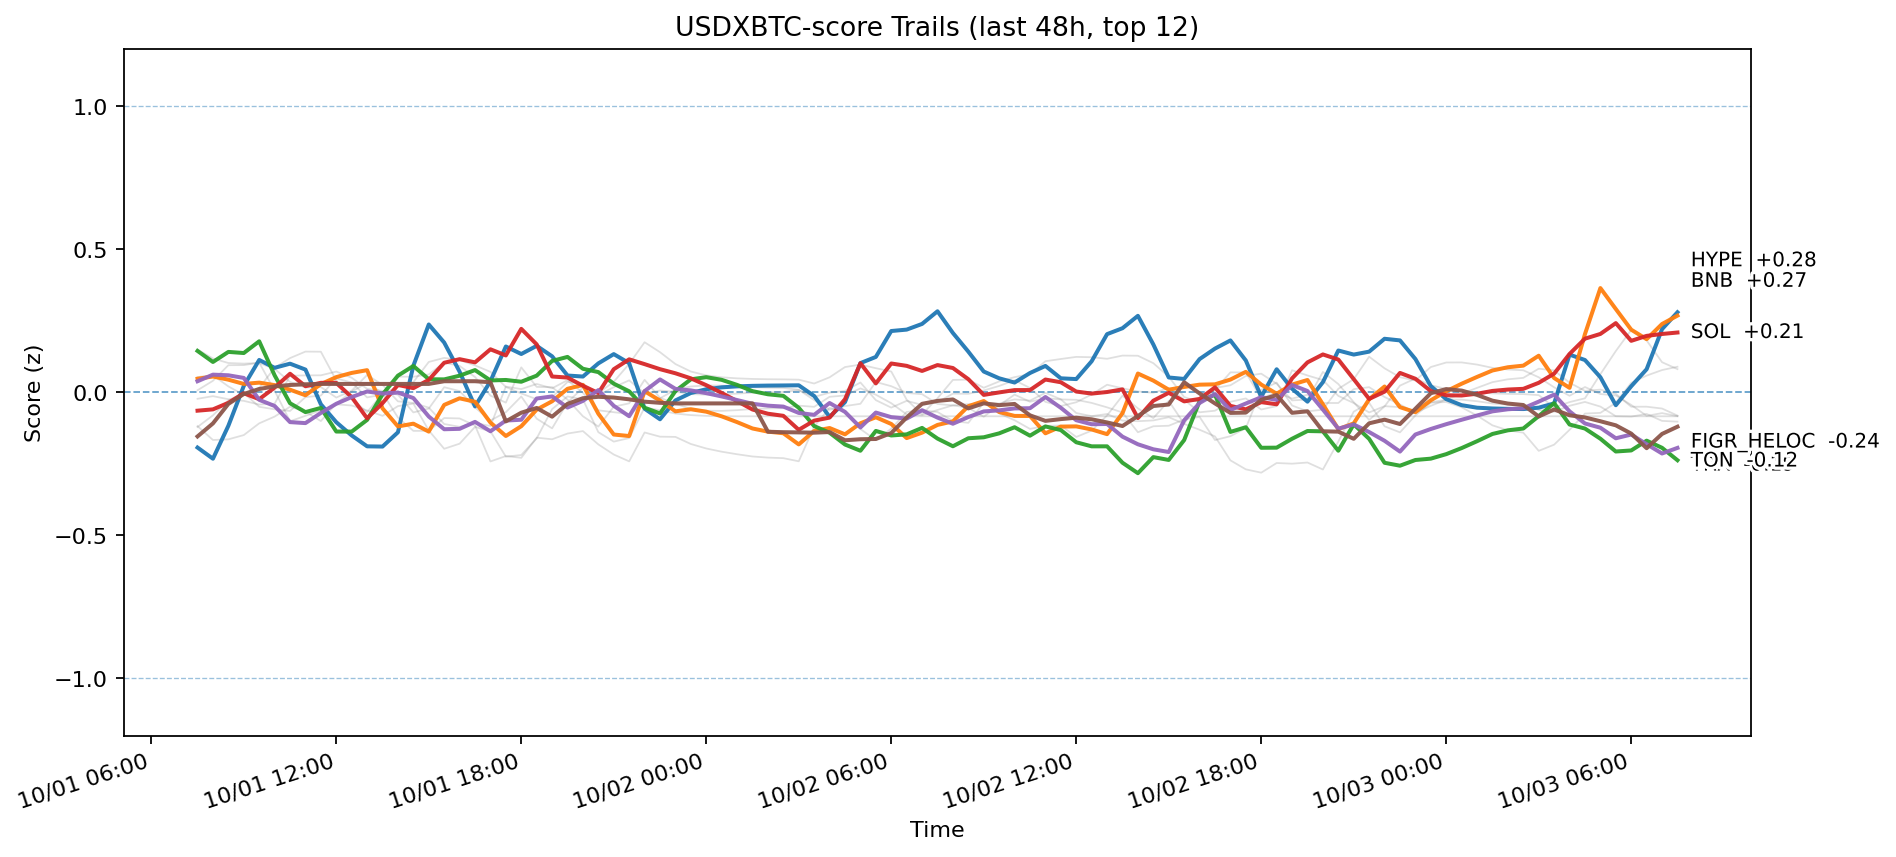 USDXBTC-score Trails (last 48h, top 12)
Score (z)
1.0
0.5
0.0
−0.5
−1.0
HYPE +0.28
BNB +0.27
SOL +0.21
FIGR_HELOC -0.24
TON -0.12
10/01 06:00
10/01 12:00
10/01 18:00
10/02 00:00
10/02 06:00
10/02 12:00
10/02 18:00
10/03 00:00
10/03 06:00
Time